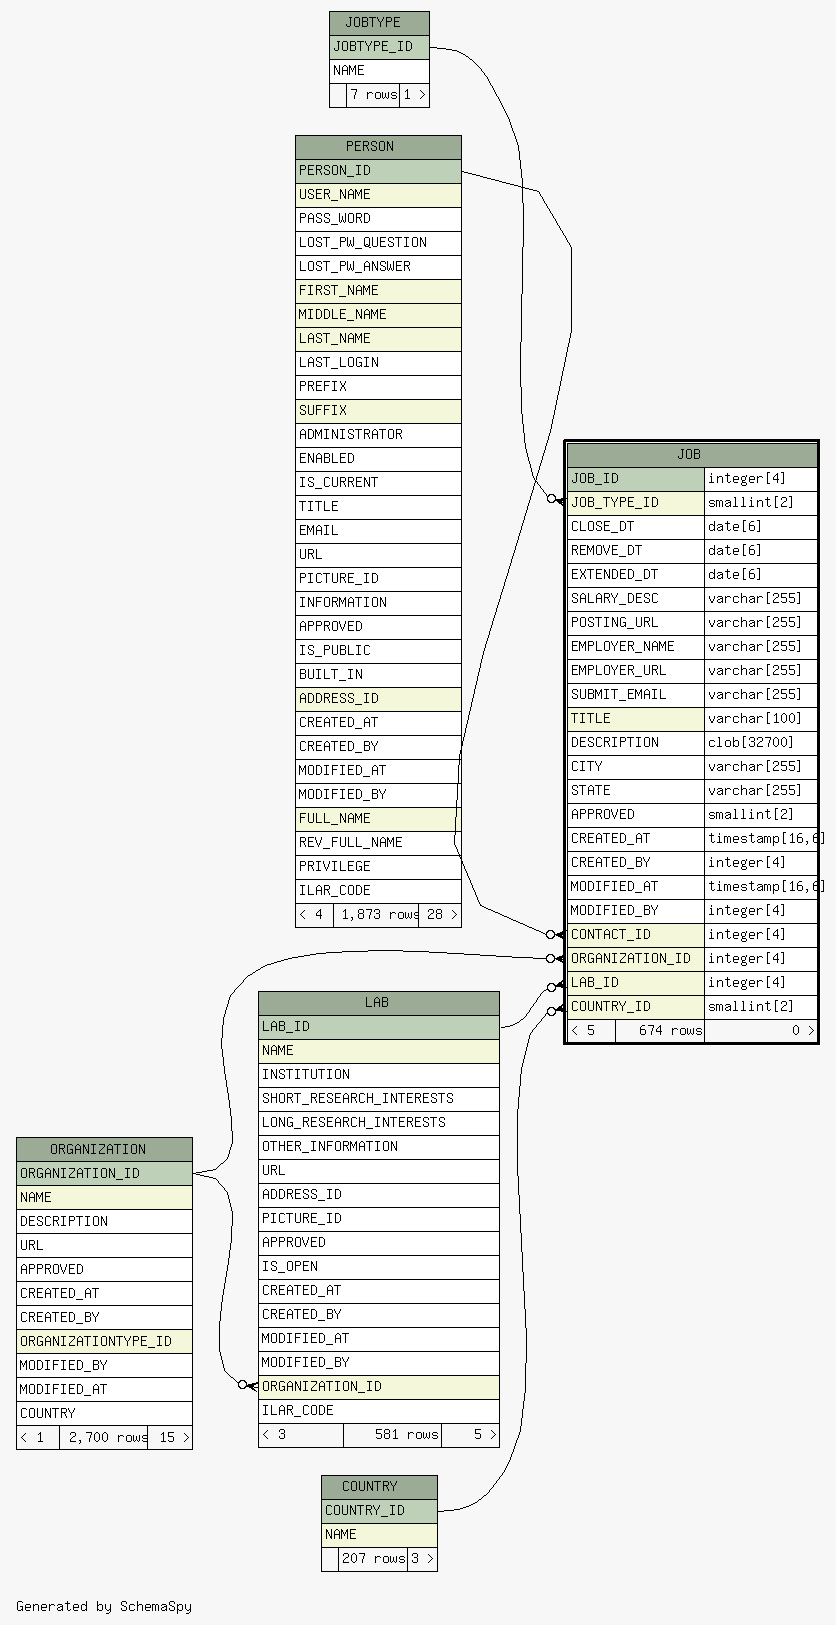 JOBTYPE
JOBTYPE_ID
NAME
7 rows 1 >
PERSON
PERSON_ID
USER_NAME
PASS_WORD
LOST_PW_QUESTION
LOST_PW_ANSWER
FIRST_NAME
MIDDLE_NAME
LAST_NAME
LAST_LOGIN
PREFIX
SUFFIX
ADMINISTRATOR
ENABLED
IS_CURRENT
TITLE
EMAIL
URL
PICTURE_ID
INFORMATION
APPROVED
IS_PUBLIC
BUILT_IN
ADDRESS_ID
CREATED_AT
CREATED_BY
MODIFIED_AT
MODIFIED_BY
FULL_NAME
REV_FULL_NAME
PRIVILEGE
ILAR_CODE
< 4 1,873 rows 28 >
JOB
JOB_ID integer[4]
JOB_TYPE_ID smallint[2]
CLOSE_DT date[6]
REMOVE_DT date[6]
EXTENDED_DT date[6]
SALARY_DESC varchar[255]
POSTING_URL varchar[255]
EMPLOYER_NAME varchar[255]
EMPLOYER_URL varchar[255]
SUBMIT_EMAIL varchar[255]
TITLE varchar[100]
DESCRIPTION clob[32700]
CITY varchar[255]
STATE varchar[255]
APPROVED smallint[2]
CREATED_AT timestamp[16,6]
CREATED_BY integer[4]
MODIFIED_AT timestamp[16,6]
MODIFIED_BY integer[4]
CONTACT_ID integer[4]
ORGANIZATION_ID integer[4]
LAB_ID integer[4]
COUNTRY_ID smallint[2]
< 5 674 rows 0 >
LAB
LAB_ID
NAME
INSTITUTION
SHORT_RESEARCH_INTERESTS
LONG_RESEARCH_INTERESTS
OTHER_INFORMATION
URL
ADDRESS_ID
PICTURE_ID
APPROVED
IS_OPEN
CREATED_AT
CREATED_BY
MODIFIED_AT
MODIFIED_BY
ORGANIZATION_ID
ILAR_CODE
< 3 581 rows 5 >
ORGANIZATION
ORGANIZATION_ID
NAME
DESCRIPTION
URL
APPROVED
CREATED_AT
CREATED_BY
ORGANIZATIONTYPE_ID
MODIFIED_BY
MODIFIED_AT
COUNTRY
< 1 2,700 rows 15 >
COUNTRY
COUNTRY_ID
NAME
207 rows 3 >
Generated by SchemaSpy